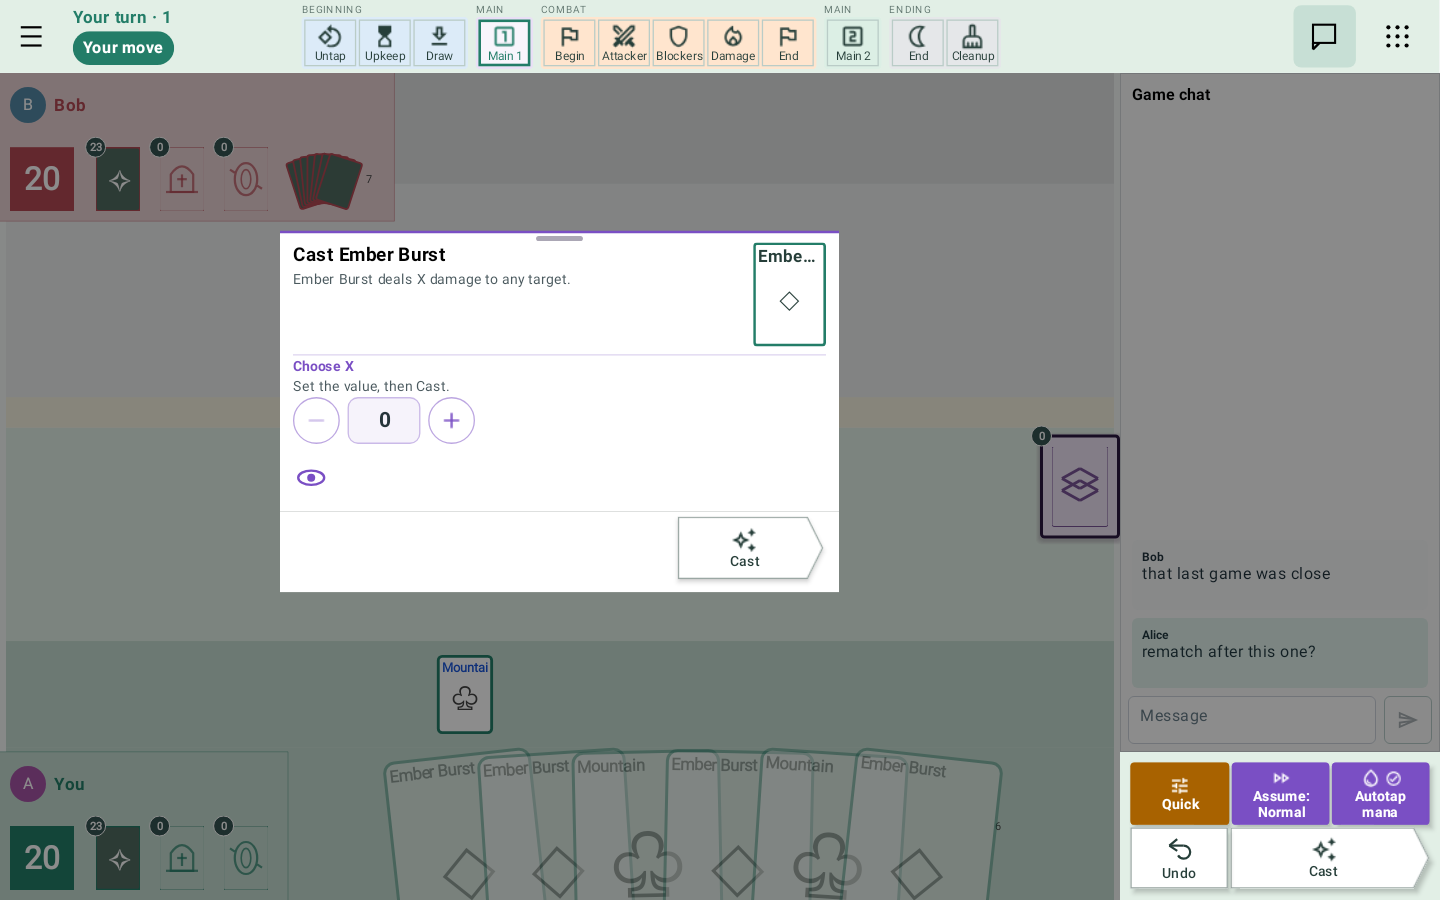 Your turn · 1
Your move
BEGINNING
Untap
Upkeep
Draw
MAIN
1
Main 1
COMBAT
Begin
Attacker
Blockers
Damage
End
MAIN
2
Main 2
ENDING
End
Cleanup
B
Bob
20
23
0
0
7
Game chat
Cast Ember Burst
Ember Burst deals X damage to any target.
Embe…
Choose X
Set the value, then Cast.
0
Cast
0
Bob
that last game was close
Alice
rematch after this one?
Message
Mountai
A
You
20
23
0
0
Ember Burst
Ember Burst
Mountain
Ember Burst
Mountain
Ember Burst
6
Quick
Assume:
Normal
Autotap
mana
Undo
Cast